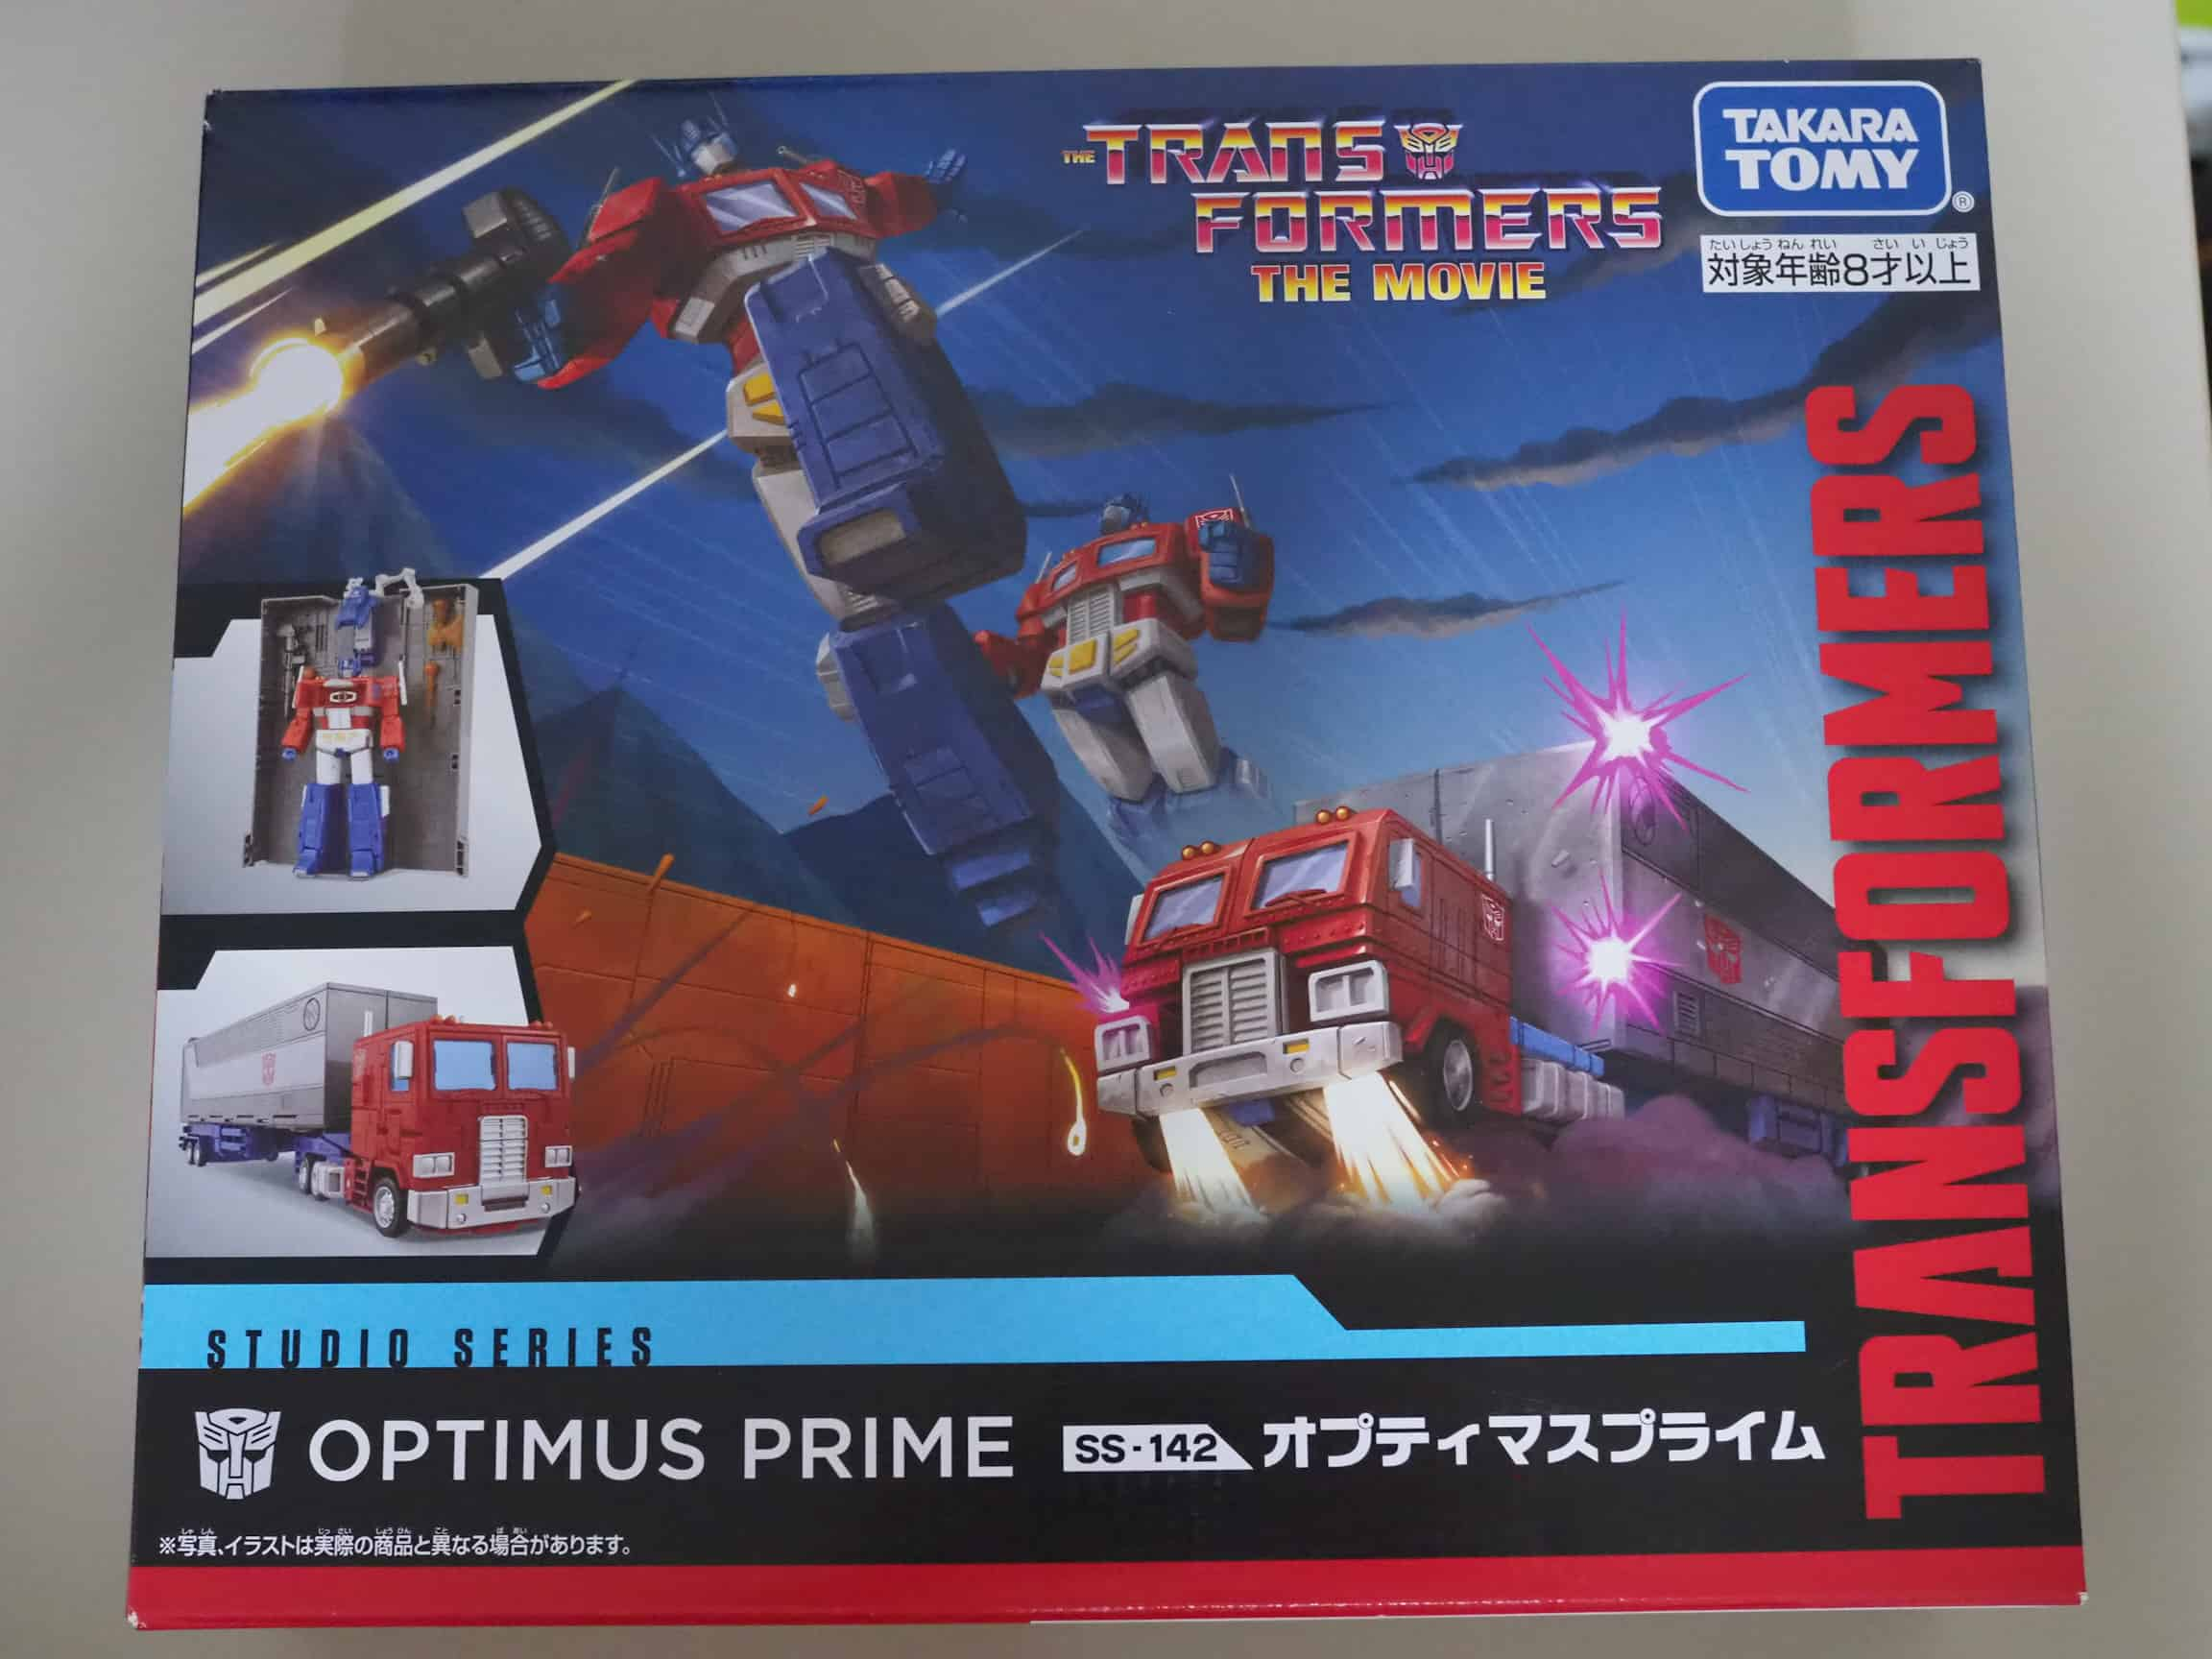 THE TRANSFORMERS
THE MOVIE
TAKARA
TOMY
®
たいしょうねんれい さいいじょう
対象年齢8才以上
TRANSFORMERS
STUDIO SERIES
OPTIMUS PRIME SS-142 オプティマスプライム
しゃしん じっさい しょうひん こと ばあい
※写真、イラストは実際の商品と異なる場合があります。